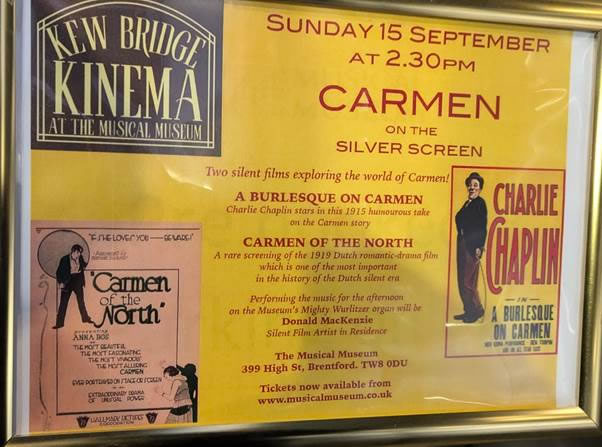 KEW BRIDGE
KINEMA
AT THE MUSICAL MUSEUM
SUNDAY 15 SEPTEMBER
AT 2.30PM
CARMEN
ON THE
SILVER SCREEN
Two silent films exploring the world of Carmen!
A BURLESQUE ON CARMEN
Charlie Chaplin stars in this 1915 humourous take
on the Carmen story
CARMEN OF THE NORTH
A rare screening of the 1919 Dutch romantic-drama film
which is one of the most important
in the history of the Dutch silent era
Performing the music for the afternoon
on the Museum's Mighty Wurlitzer organ will be
Donald MacKenzie
Silent Film Artist in Residence
The Musical Museum
399 High St, Brentford. TW8 0DU
Tickets now available from
www.musicalmuseum.co.uk
IF SHE LOVES YOU — BEWARE!
"Carmen
of the
North"
ANNA BOS
THE MOST BEAUTIFUL
THE MOST FASCINATING
THE MOST VIVACIOUS
THE MOST ALLURING
CARMEN
EVER PORTRAYED ON STAGE OR SCREEN
EXTRAORDINARY DRAMA
OF UNUSUAL POWER
HALLMARK PICTURES
CORPORATION
CHARLIE
CHAPLIN
IN
A BURLESQUE
ON CARMEN